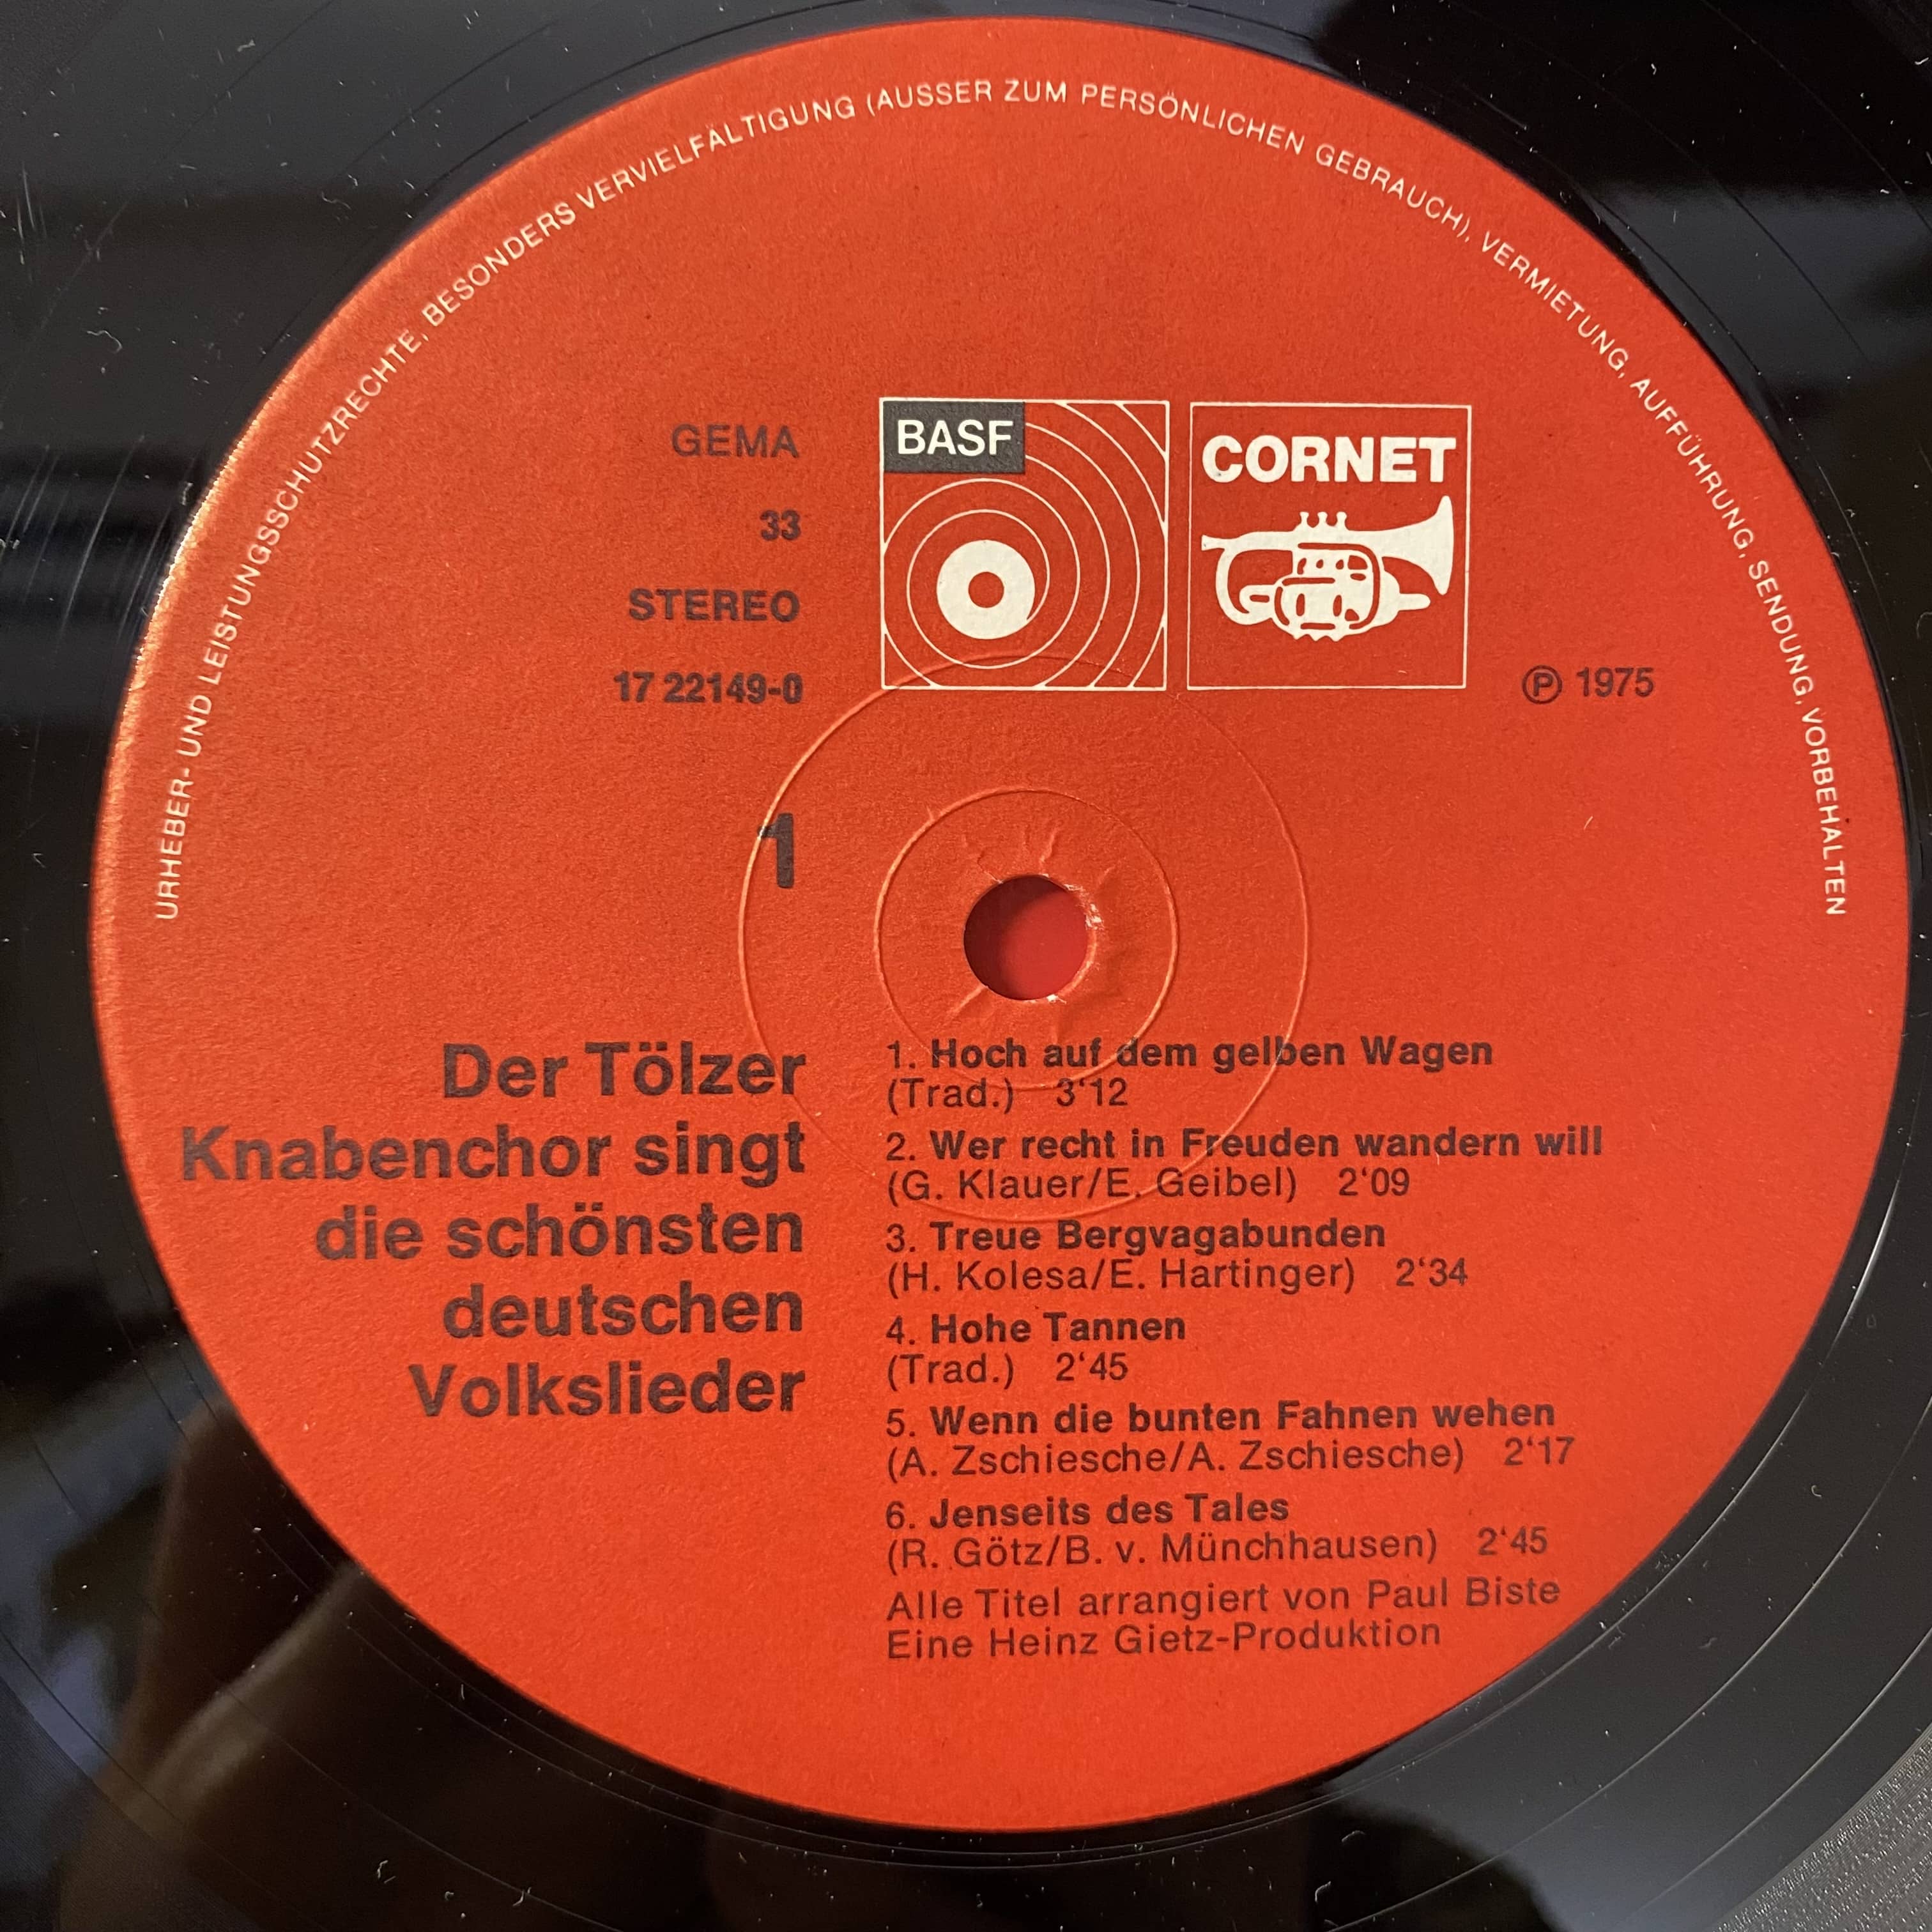 URHEBER- UND LEISTUNGSSCHUTZRECHTE, BESONDERS VERVIELFÄLTIGUNG (AUSSER ZUM PERSÖNLICHEN GEBRAUCH), VERMIETUNG, AUFFÜHRUNG, SENDUNG, VORBEHALTEN
GEMA
33
STEREO
17 22149-0
BASF
CORNET
Ⓟ 1975
1
Der Tölzer
Knabenchor singt
die schönsten
deutschen
Volkslieder
1. Hoch auf dem gelben Wagen
(Trad.) 3'12
2. Wer recht in Freuden wandern will
(G. Klauer/E. Geibel) 2'09
3. Treue Bergvagabunden
(H. Kolesa/E. Hartinger) 2'34
4. Hohe Tannen
(Trad.) 2'45
5. Wenn die bunten Fahnen wehen
(A. Zschiesche/A. Zschiesche) 2'17
6. Jenseits des Tales
(R. Götz/B. v. Münchhausen) 2'45
Alle Titel arrangiert von Paul Biste
Eine Heinz Gietz-Produktion